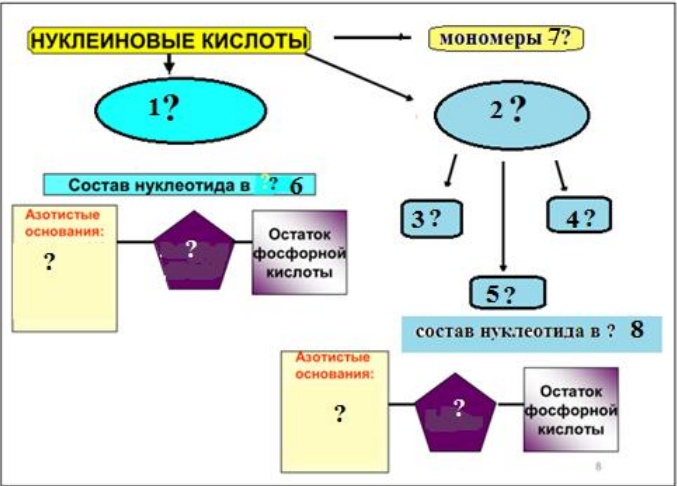 НУКЛЕИНОВЫЕ КИСЛОТЫ
мономеры 7?
1?
2?
Состав нуклеотида в ?? 6
3?
4?
5?
Азотистые
основания:
?
?
Остаток
фосфорной
кислоты
состав нуклеотида в ? 8
Азотистые
основания:
?
?
Остаток
фосфорной
кислоты
8